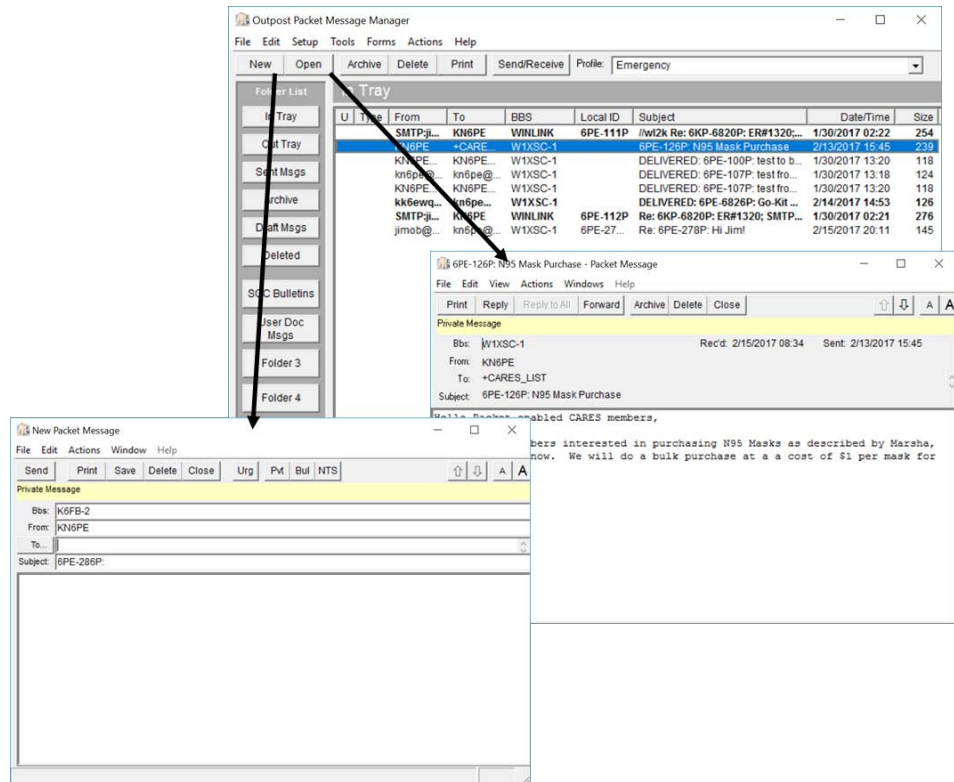 Outpost Packet Message Manager
File Edit Setup Tools Forms Actions Help
New Open Archive Delete Print Send/Receive Profile: Emergency
Folder List
In Tray
In Tray
Out Tray
Sent Msgs
Archive
Draft Msgs
Deleted
SCC Bulletins
User Doc Msgs
Folder 3
Folder 4
U Type From To BBS Local ID Subject Date/Time Size
SMTP:ji... KN6PE WINLINK 6PE-111P //wl2k Re: 6KP-6820P: ER#1320;... 1/30/2017 02:22 254
KN6PE +CARE... W1XSC-1 6PE-126P: N95 Mask Purchase 2/13/2017 15:45 239
KN6PE... KN6PE... W1XSC-1 DELIVERED: 6PE-100P: test to b... 1/30/2017 13:20 118
kn6pe@... kn6pe@... W1XSC-1 DELIVERED: 6PE-107P: test fro... 1/30/2017 13:18 124
KN6PE... KN6PE... W1XSC-1 DELIVERED: 6PE-107P: test fro... 1/30/2017 13:20 118
kk6ewq... kn6pe... W1XSC-1 DELIVERED: 6PE-6826P: Go-Kit ... 2/14/2017 14:53 126
SMTP:ji... KN6PE WINLINK 6PE-112P Re: 6KP-6820P: ER#1320; SMTP... 1/30/2017 02:21 276
jimob@... kn6pe@... W1XSC-1 6PE-27... Re: 6PE-278P: Hi Jim! 2/15/2017 20:11 145
6PE-126P: N95 Mask Purchase - Packet Message
File Edit View Actions Windows Help
Print Reply Reply to All Forward Archive Delete Close A A
Private Message
Bbs: W1XSC-1 Rec'd: 2/15/2017 08:34 Sent: 2/13/2017 15:45
From: KN6PE
To: +CARES_LIST
Subject: 6PE-126P: N95 Mask Purchase
Hello Packet enabled CARES members,
bers interested in purchasing N95 Masks as described by Marsha,
now. We will do a bulk purchase at a a cost of $1 per mask for
New Packet Message
File Edit Actions Window Help
Send Print Save Delete Close Urg Pvt Bul NTS A A
Private Message
Bbs: K6FB-2
From: KN6PE
To...
Subject: 6PE-286P: